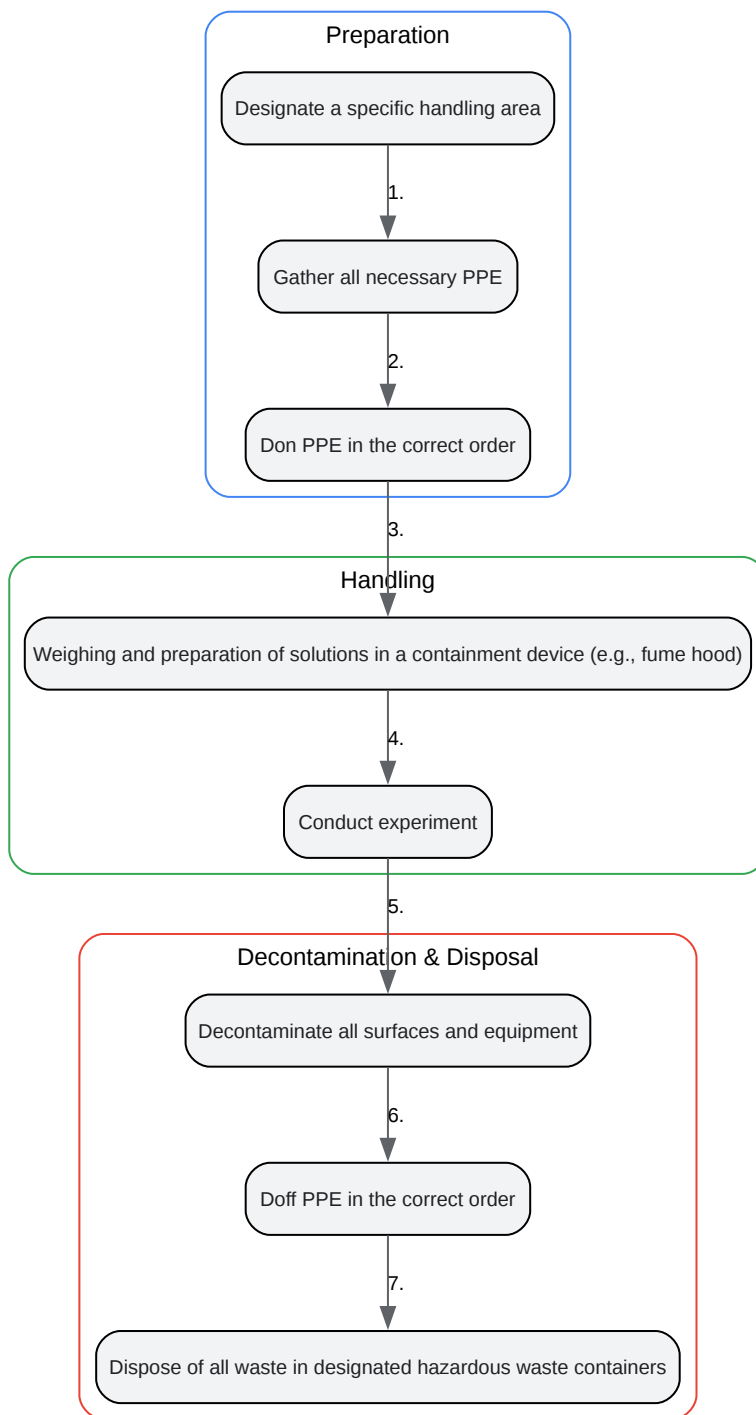 Preparation
Designate a specific handling area
1.
Gather all necessary PPE
2.
Don PPE in the correct order
3.
Handling
Weighing and preparation of solutions in a containment device (e.g., fume hood)
4.
Conduct experiment
5.
Decontamination & Disposal
Decontaminate all surfaces and equipment
6.
Doff PPE in the correct order
7.
Dispose of all waste in designated hazardous waste containers